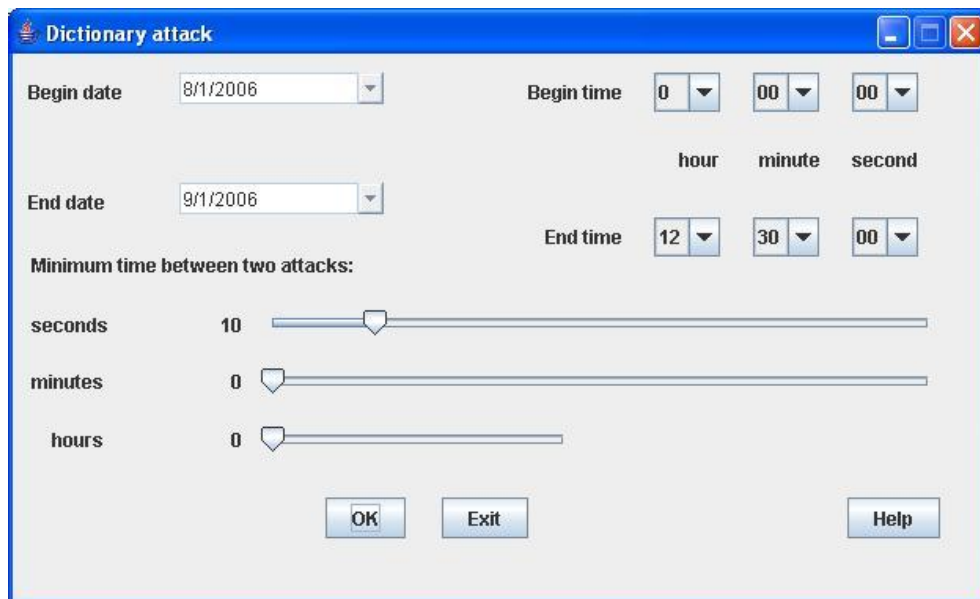 Dictionary attack
Begin date 8/1/2006 Begin time 0 00 00
hour minute second
End date 9/1/2006
End time 12 30 00
Minimum time between two attacks:
seconds 10
minutes 0
hours 0
OK Exit Help